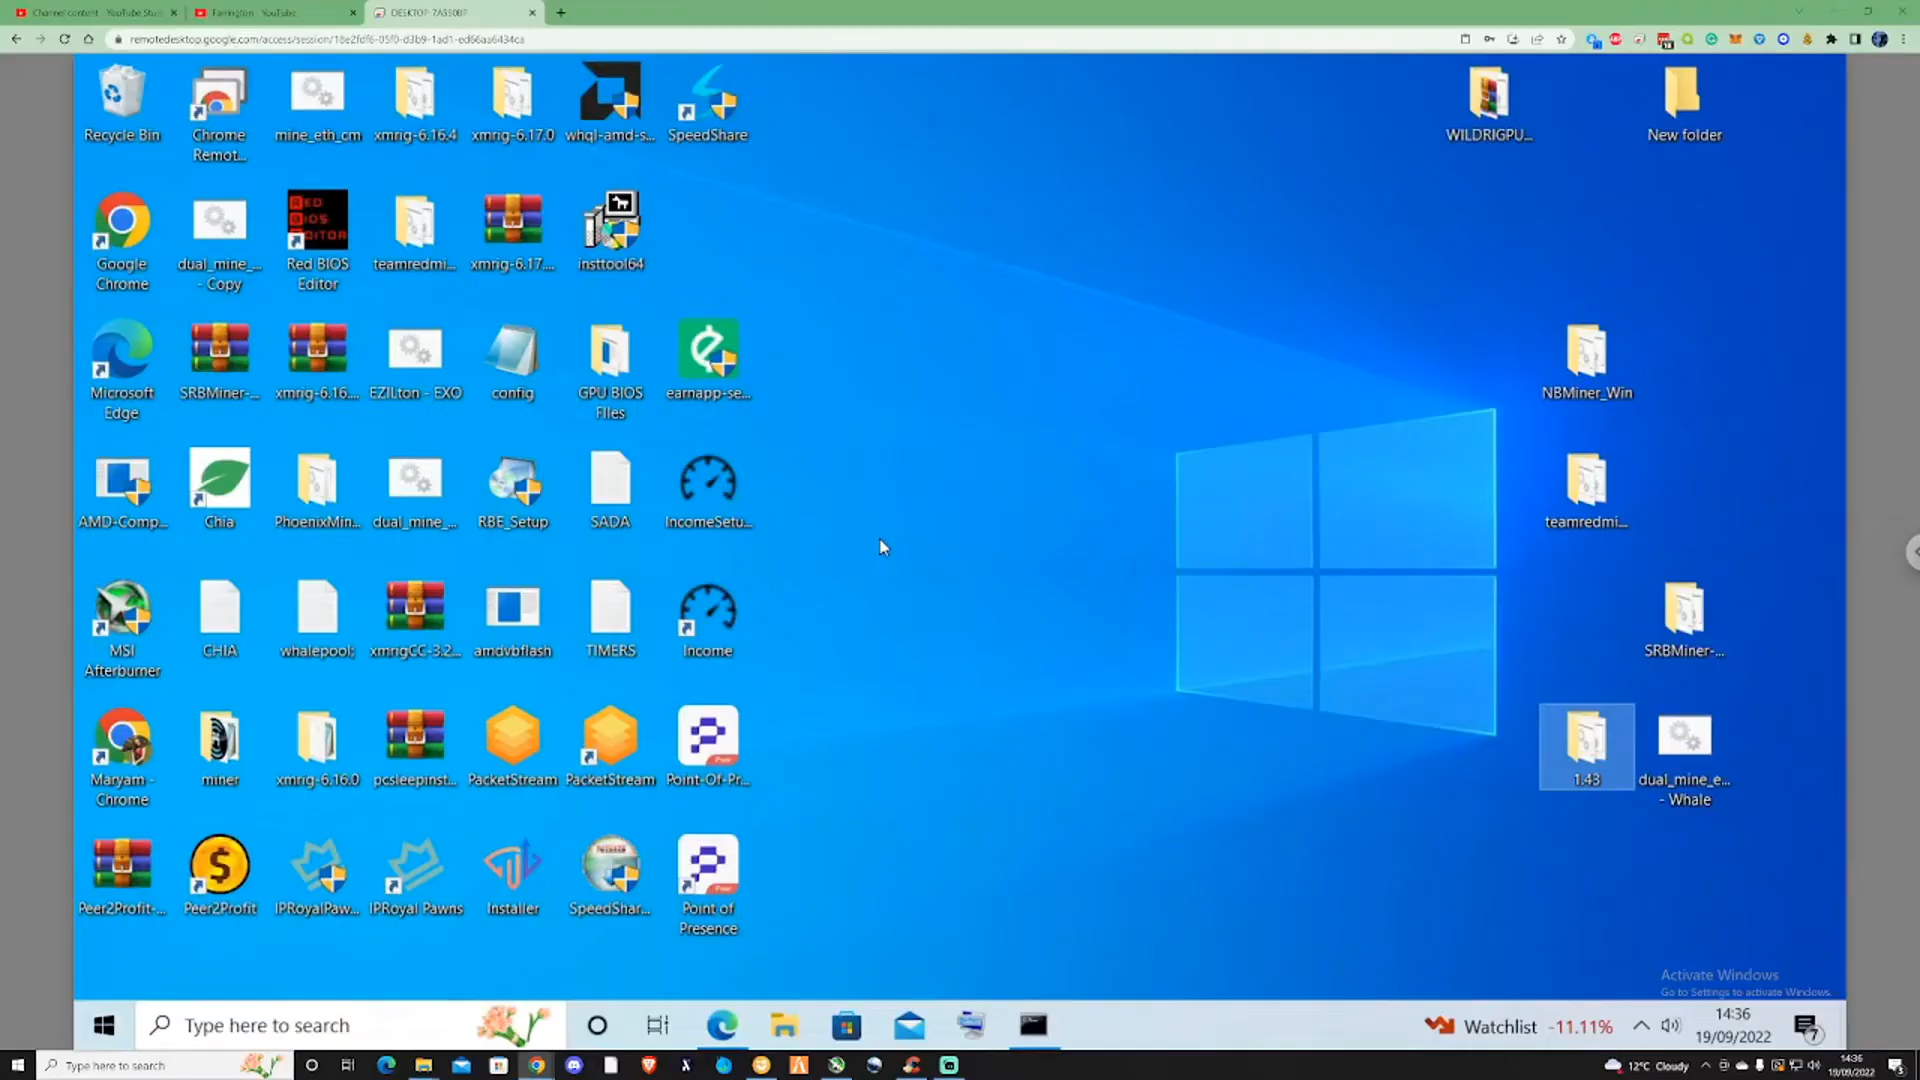 Channel content - YouTube Stud
Farrington - YouTube
DESKTOP-7A550BP
remotedesktop.google.com/access/session/18e2fdf6-05f0-d3b9-1ad1-ed66aa6434ca
Recycle Bin
Chrome
Remot...
mine_eth_cm
xmrig-6.16.4
xmrig-6.17.0
whql-amd-s...
SpeedShare
WILDRIGPU...
New folder
Google
Chrome
dual_mine_...
- Copy
RED
BIOS
EDITOR
Red BIOS
Editor
teamredmi...
xmrig-6.17....
insttool64
Microsoft
Edge
SRBMiner-...
xmrig-6.16....
EZILton - EXO
config
GPU BIOS
FIles
earnapp-se...
NBMiner_Win
AMD-Comp...
Chia
PhoenixMin...
dual_mine_...
RBE_Setup
SADA
IncomeSetu...
teamredmi...
MSI
Afterburner
CHIA
whalepool;
xmrigCC-3.2...
amdvbflash
TIMERS
Income
SRBMiner-...
Maryam -
Chrome
miner
xmrig-6.16.0
pcsleepinst...
PacketStream
PacketStream
Point-Of-Pr...
1.43
dual_mine_e...
- Whale
Peer2Profit-...
Peer2Profit
IPRoyalPaw...
IPRoyal Pawns
Installer
SpeedShar...
Point of
Presence
Activate Windows
Go to Settings to activate Windows.
Type here to search
Watchlist -11.11%
14:36
19/09/2022
7
Type here to search
12°C Cloudy
14:36
19/09/2022